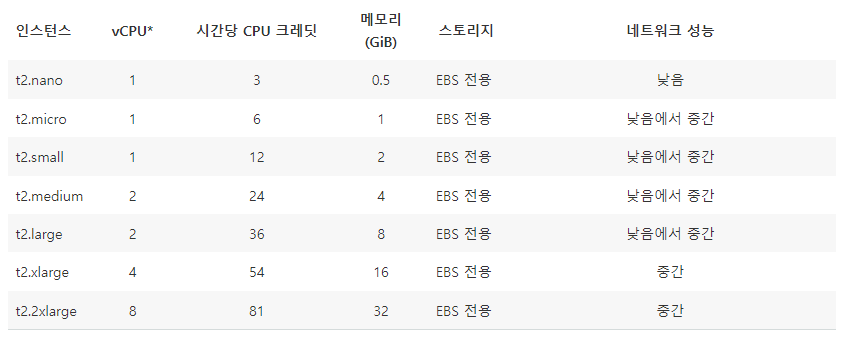 인스턴스 vCPU* 시간당 CPU 크레딧 메모리 (GiB) 스토리지 네트워크 성능
t2.nano 1 3 0.5 EBS 전용 낮음
t2.micro 1 6 1 EBS 전용 낮음에서 중간
t2.small 1 12 2 EBS 전용 낮음에서 중간
t2.medium 2 24 4 EBS 전용 낮음에서 중간
t2.large 2 36 8 EBS 전용 낮음에서 중간
t2.xlarge 4 54 16 EBS 전용 중간
t2.2xlarge 8 81 32 EBS 전용 중간